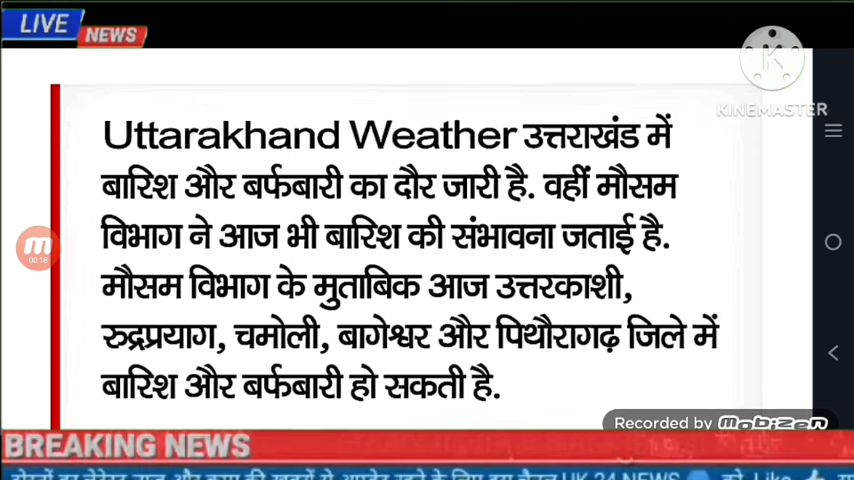 LIVE
NEWS
K
KINEMASTER
Uttarakhand Weather उत्तराखंड में
बारिश और बर्फबारी का दौर जारी है. वहीं मौसम
विभाग ने आज भी बारिश की संभावना जताई है.
मौसम विभाग के मुताबिक आज उत्तरकाशी,
रुद्रप्रयाग, चमोली, बागेश्वर और पिथौरागढ़ जिले में
बारिश और बर्फबारी हो सकती है.
m
00:18
Recorded by mobizen
BREAKING NEWS
UK 24 NEWS को Like